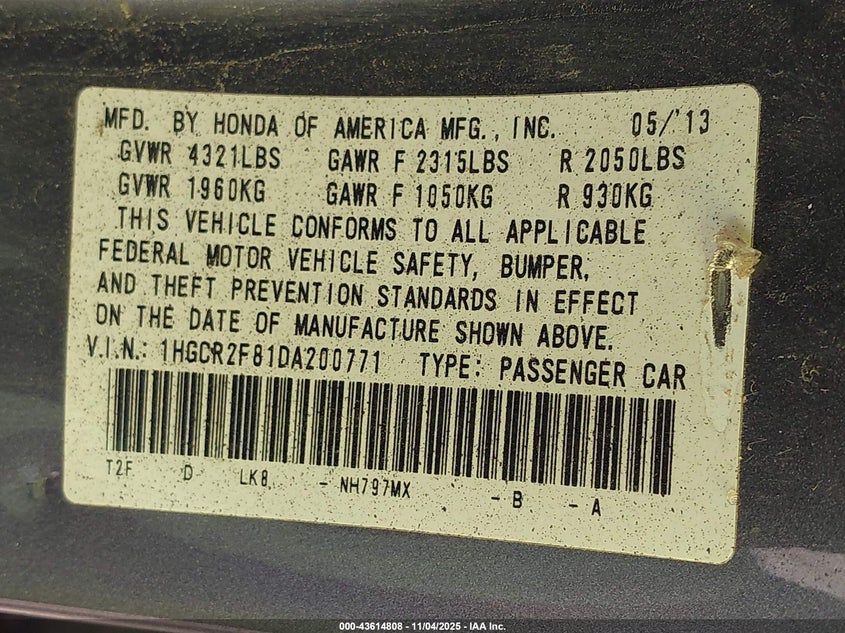 MFD. BY HONDA OF AMERICA MFG., INC. 05/'13
GVWR 4321LBS GAWR F 2315LBS R 2050LBS
GVWR 1960KG GAWR F 1050KG R 930KG
THIS VEHICLE CONFORMS TO ALL APPLICABLE
FEDERAL MOTOR VEHICLE SAFETY, BUMPER,
AND THEFT PREVENTION STANDARDS IN EFFECT
ON THE DATE OF MANUFACTURE SHOWN ABOVE.
V.I.N.: 1HGCR2F81DA200771 TYPE: PASSENGER CAR
T2F D LK8 - NH797MX - B - A
000-43614808 - 11/04/2025 - IAA Inc.